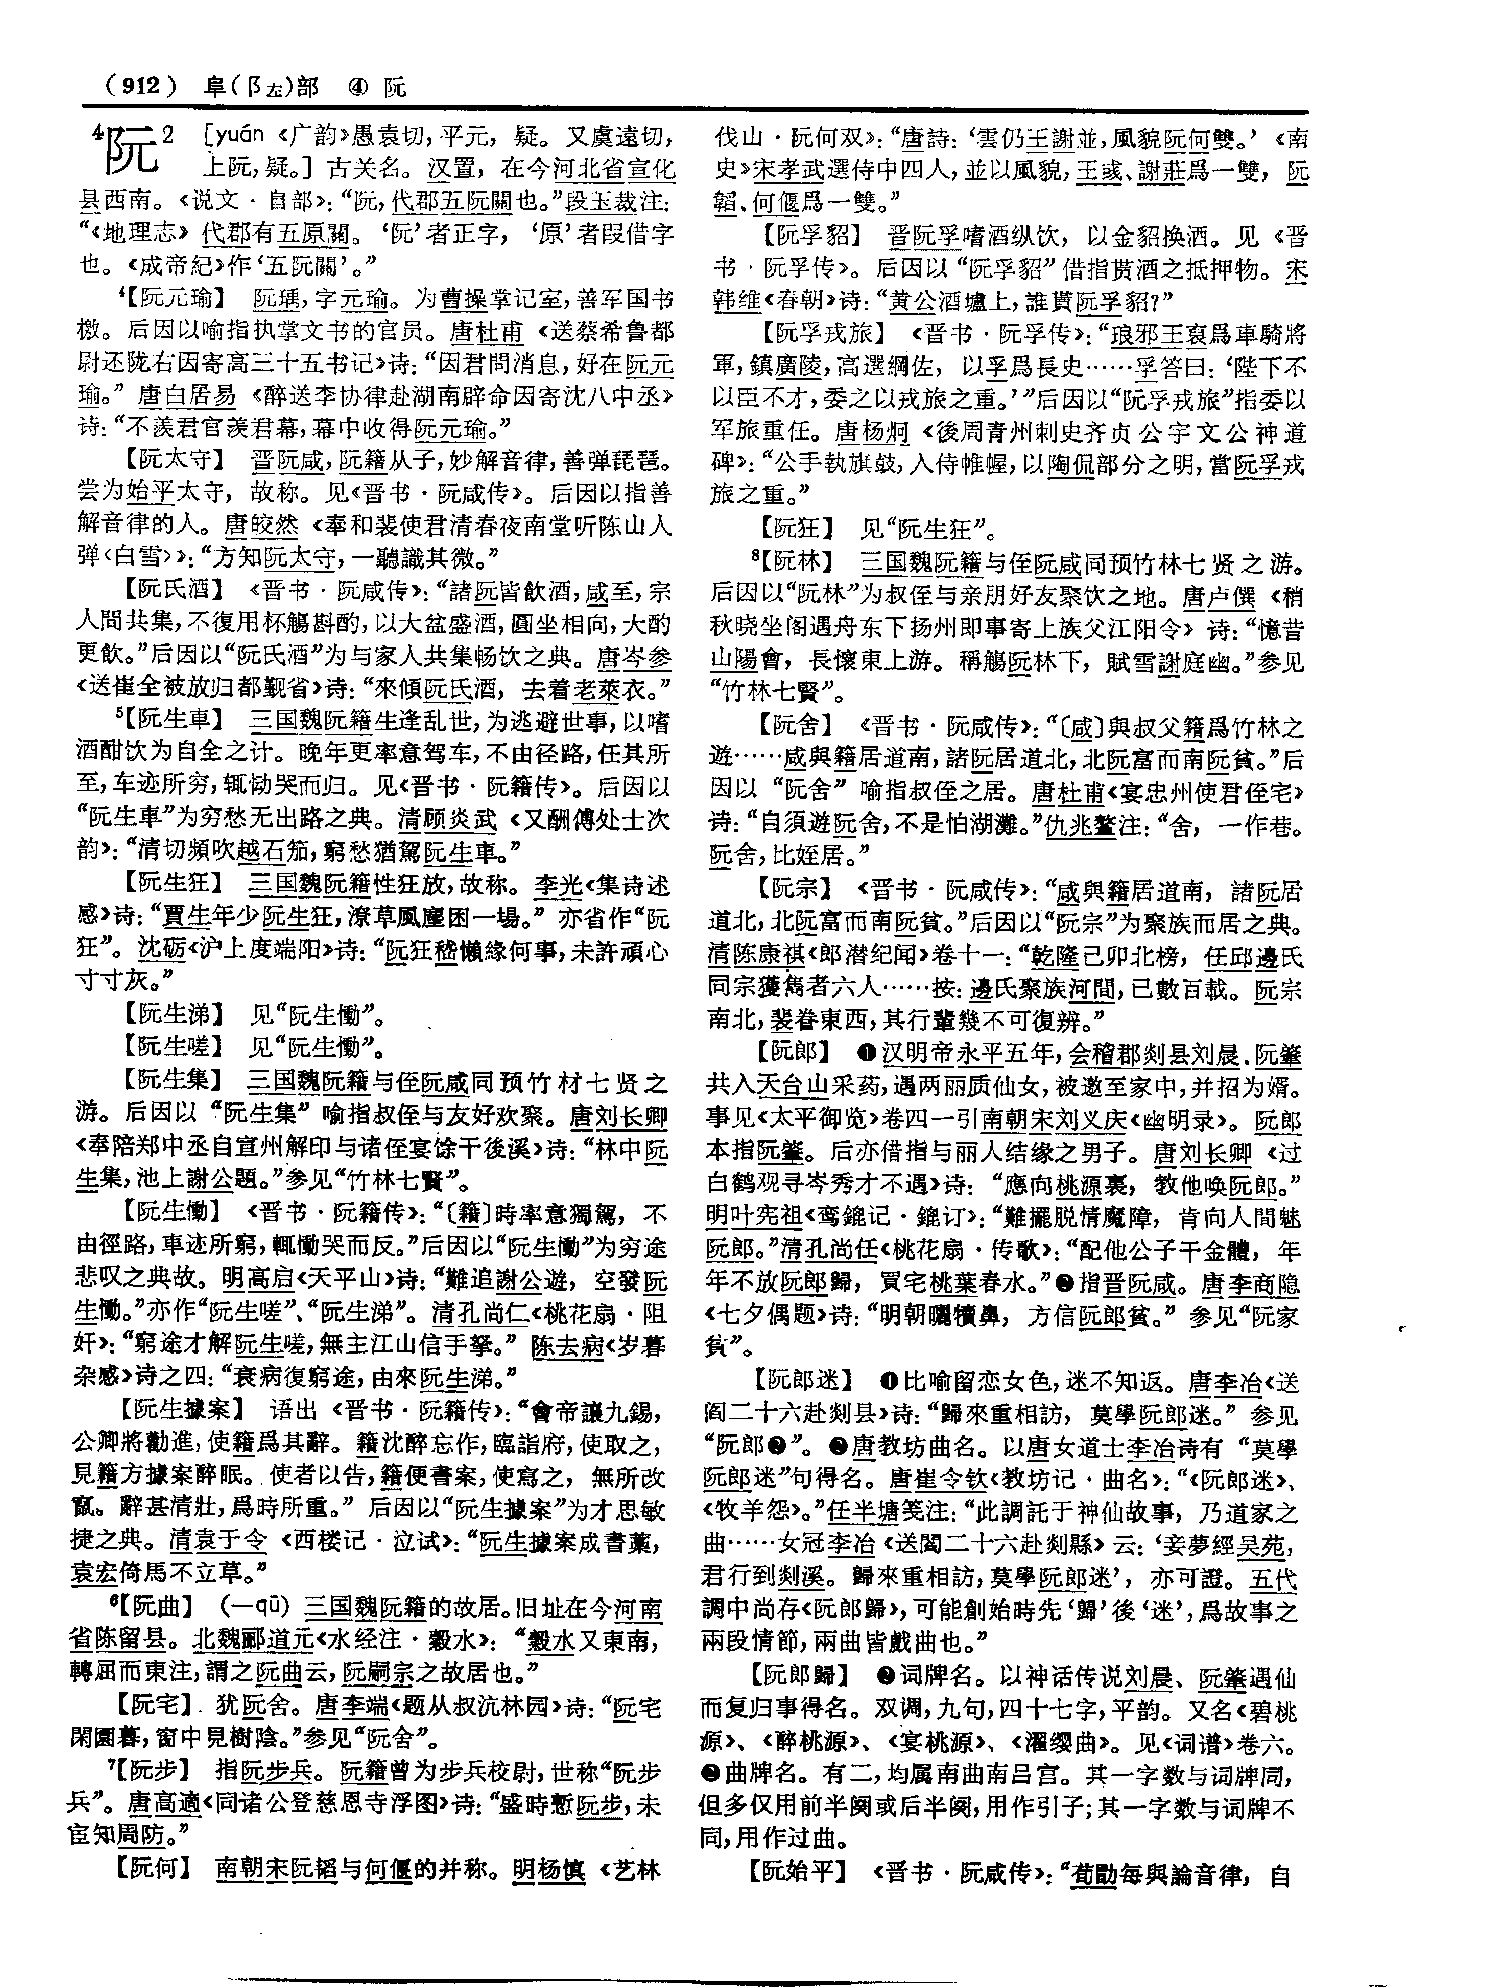 （912） 阜(阝左)部 ④ 阮
⁴阮² [yuán《广韵》愚袁切，平元，疑。又虞遠切，
上阮，疑。] 古关名。汉置，在今河北省宣化
县西南。《说文·𨸏部》：“阮，代郡五阮關也。”段玉裁注：
“《地理志》代郡有五原關。‘阮’者正字，‘原’者叚借字
也。《成帝紀》作‘五阮關’。”
⁴【阮元瑜】 阮瑀，字元瑜。为曹操掌记室，善军国书
檄。后因以喻指执掌文书的官员。唐杜甫《送蔡希鲁都
尉还陇右因寄高三十五书记》诗：“因君問消息，好在阮元
瑜。”唐白居易《醉送李协律赴湖南辟命因寄沈八中丞》
诗：“不羨君官羨君幕，幕中收得阮元瑜。”
【阮太守】 晋阮咸，阮籍从子，妙解音律，善弹琵琶。
尝为始平太守，故称。见《晋书·阮咸传》。后因以指善
解音律的人。唐皎然《奉和裴使君清春夜南堂听陈山人
弹〈白雪〉》：“方知阮太守，一聽識其微。”
【阮氏酒】 《晋书·阮咸传》：“諸阮皆飲酒，咸至，宗
人間共集，不復用杯觴斟酌，以大盆盛酒，圓坐相向，大酌
更飲。”后因以“阮氏酒”为与家人共集畅饮之典。唐岑参
《送崔全被放归都觐省》诗：“來傾阮氏酒，去着老萊衣。”
⁵【阮生車】 三国魏阮籍生逢乱世，为逃避世事，以嗜
酒酣饮为自全之计。晚年更率意驾车，不由径路，任其所
至，车迹所穷，辄恸哭而归。见《晋书·阮籍传》。后因以
“阮生車”为穷愁无出路之典。清顾炎武《又酬傅处士次
韵》：“清切頻吹越石笳，窮愁猶駕阮生車。”
【阮生狂】 三国魏阮籍性狂放，故称。李光《集诗述
感》诗：“賈生年少阮生狂，潦草風塵困一場。”亦省作“阮
狂”。沈砺《沪上度端阳》诗：“阮狂嵇懶緣何事，未許頑心
寸寸灰。”
【阮生涕】 见“阮生慟”。
【阮生嗟】 见“阮生慟”。
【阮生集】 三国魏阮籍与侄阮咸同预竹材七贤之
游。后因以“阮生集”喻指叔侄与友好欢聚。唐刘长卿
《奉陪郑中丞自宣州解印与诸侄宴馀干後溪》诗：“林中阮
生集，池上謝公題。”参见“竹林七賢”。
【阮生慟】 《晋书·阮籍传》：“〔籍〕時率意獨駕，不
由徑路，車迹所窮，輒慟哭而反。”后因以“阮生慟”为穷途
悲叹之典故。明高启《天平山》诗：“難追謝公遊，空發阮
生慟。”亦作“阮生嗟”、“阮生涕”。清孔尚仁《桃花扇·阻
奸》：“窮途才解阮生嗟，無主江山信手拏。”陈去病《岁暮
杂感》诗之四：“衰病復窮途，由來阮生涕。”
【阮生據案】 语出《晋书·阮籍传》：“會帝讓九錫，
公卿將勸進，使籍爲其辭。籍沈醉忘作，臨詣府，使取之，
見籍方據案醉眠。使者以告，籍便書案，使寫之，無所改
竄。辭甚清壯，爲時所重。”后因以“阮生據案”为才思敏
捷之典。清袁于令《西楼记·泣试》：“阮生據案成書藁，
袁宏倚馬不立草。”
⁶【阮曲】 （—qū）三国魏阮籍的故居。旧址在今河南
省陈留县。北魏郦道元《水经注·穀水》：“穀水又東南，
轉屈而東注，謂之阮曲云，阮嗣宗之故居也。”
【阮宅】 犹阮舍。唐李端《题从叔沆林园》诗：“阮宅
閑園暮，窗中見樹陰。”参见“阮舍”。
⁷【阮步】 指阮步兵。阮籍曾为步兵校尉，世称“阮步
兵”。唐高適《同诸公登慈恩寺浮图》诗：“盛時慙阮步，未
宦知周防。”
【阮何】 南朝宋阮韬与何偃的并称。明杨慎《艺林
伐山·阮何双》：“唐詩：‘雲仍王謝並，風貌阮何雙。’《南
史》宋孝武選侍中四人，並以風貌，王彧、謝莊爲一雙，阮
韜、何偃爲一雙。”
【阮孚貂】 晋阮孚嗜酒纵饮，以金貂换酒。见《晋
书·阮孚传》。后因以“阮孚貂”借指贳酒之抵押物。宋
韩维《春朝》诗：“黄公酒壚上，誰貰阮孚貂？”
【阮孚戎旅】 《晋书·阮孚传》：“琅邪王裒爲車騎將
軍，鎮廣陵，高選綱佐，以孚爲長史……孚答曰：‘陛下不
以臣不才，委之以戎旅之重。’”后因以“阮孚戎旅”指委以
军旅重任。唐杨炯《後周青州刺史齐贞公宇文公神道
碑》：“公手執旗鼓，入侍帷幄，以陶侃部分之明，當阮孚戎
旅之重。”
【阮狂】 见“阮生狂”。
⁸【阮林】 三国魏阮籍与侄阮咸同预竹林七贤之游。
后因以“阮林”为叔侄与亲朋好友聚饮之地。唐卢僎《稍
秋晓坐阁遇舟东下扬州即事寄上族父江阳令》诗：“憶昔
山陽會，長懷東上游。稱觴阮林下，賦雪謝庭幽。”参见
“竹林七賢”。
【阮舍】 《晋书·阮咸传》：“〔咸〕與叔父籍爲竹林之
遊……咸與籍居道南，諸阮居道北，北阮富而南阮貧。”后
因以“阮舍”喻指叔侄之居。唐杜甫《宴忠州使君侄宅》
诗：“自須遊阮舍，不是怕湖灘。”仇兆鳌注：“舍，一作巷。
阮舍，比姪居。”
【阮宗】 《晋书·阮咸传》：“咸與籍居道南，諸阮居
道北，北阮富而南阮貧。”后因以“阮宗”为聚族而居之典。
清陈康祺《郎潜纪闻》卷十一：“乾隆己卯北榜，任邱邊氏
同宗獲雋者六人……按：邊氏聚族河間，已數百載。阮宗
南北，裴眷東西，其行輩幾不可復辨。”
【阮郎】 ❶汉明帝永平五年，会稽郡剡县刘晨、阮肇
共入天台山采药，遇两丽质仙女，被邀至家中，并招为婿。
事见《太平御览》卷四一引南朝宋刘义庆《幽明录》。阮郎
本指阮肇。后亦借指与丽人结缘之男子。唐刘长卿《过
白鹤观寻岑秀才不遇》诗：“應向桃源裏，教他唤阮郎。”
明叶宪祖《鸾鎞记·鎞订》：“難擺脱情魔障，肯向人間魅
阮郎。”清孔尚任《桃花扇·传歌》：“配他公子千金體，年
年不放阮郎歸，買宅桃葉春水。”❷指晋阮咸。唐李商隐
《七夕偶题》诗：“明朝曬犢鼻，方信阮郎貧。”参见“阮家
貧”。
【阮郎迷】 ❶比喻留恋女色，迷不知返。唐李冶《送
阎二十六赴剡县》诗：“歸來重相訪，莫學阮郎迷。”参见
“阮郎❷”。❷唐教坊曲名。以唐女道士李冶诗有“莫學
阮郎迷”句得名。唐崔令钦《教坊记·曲名》：“《阮郎迷》、
《牧羊怨》。”任半塘笺注：“此調託于神仙故事，乃道家之
曲……女冠李冶《送閻二十六赴剡縣》云：‘妾夢經吴苑，
君行到剡溪。歸來重相訪，莫學阮郎迷’，亦可證。五代
調中尚存《阮郎歸》，可能創始時先‘歸’後‘迷’，爲故事之
兩段情節，兩曲皆戲曲也。”
【阮郎歸】 ❷词牌名。以神话传说刘晨、阮肇遇仙
而复归事得名。双调，九句，四十七字，平韵。又名《碧桃
源》、《醉桃源》、《宴桃源》、《濯缨曲》。见《词谱》卷六。
❷曲牌名。有二，均属南曲南吕宫。其一字数与词牌同，
但多仅用前半阕或后半阕，用作引子；其一字数与词牌不
同，用作过曲。
【阮始平】 《晋书·阮咸传》：“荀勖每與論音律，自